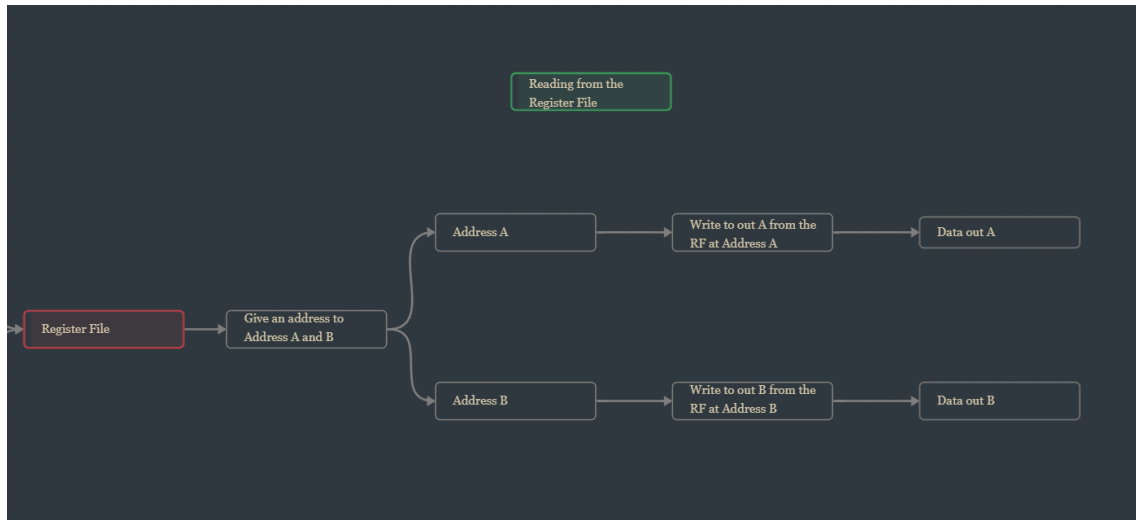 Reading from the
Register File
Address A
Write to out A from the
RF at Address A
Data out A
Register File
Give an address to
Address A and B
Address B
Write to out B from the
RF at Address B
Data out B